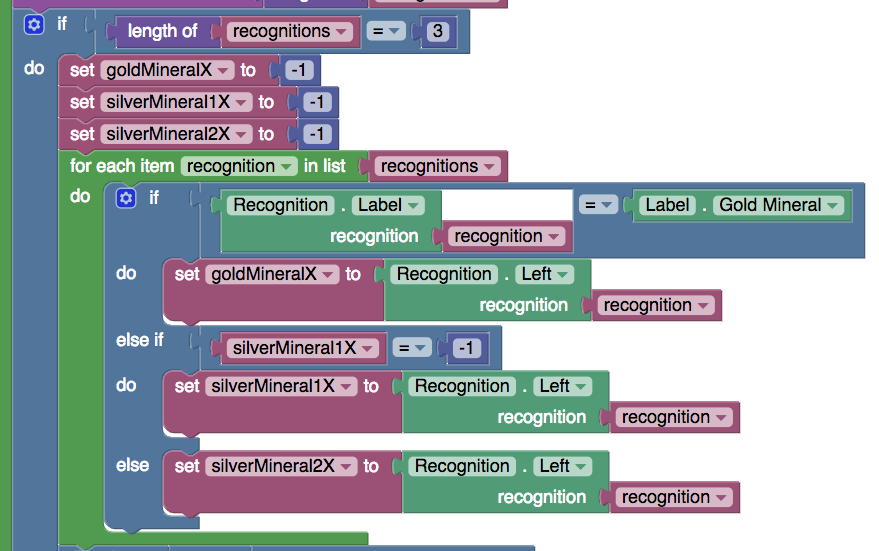 if length of recognitions = 3
do set goldMineralX to -1
set silverMineral1X to -1
set silverMineral2X to -1
for each item recognition in list recognitions
do if Recognition . Label = Label . Gold Mineral
recognition recognition
do set goldMineralX to Recognition . Left
recognition recognition
else if silverMineral1X = -1
do set silverMineral1X to Recognition . Left
recognition recognition
else set silverMineral2X to Recognition . Left
recognition recognition